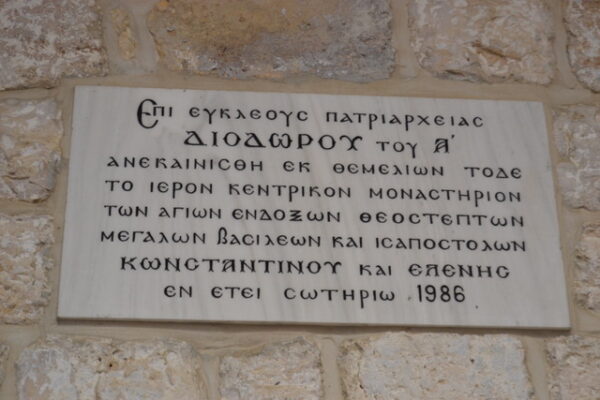 Επι ευκλεους πατριαρχειας
ΔΙΟΔΩΡΟΥ του Α'
ανεκαινισθη εκ θεμελιων τοδε
το ιερον κεντρικον μοναστηριον
των αγιων ενδοξων θεοστεπτων
μεγαλων βασιλεων και ισαποστολων
ΚΩΝΣΤΑΝΤΙΝΟΥ και ΕΛΕΝΗΣ
εν ετει σωτηριω 1986